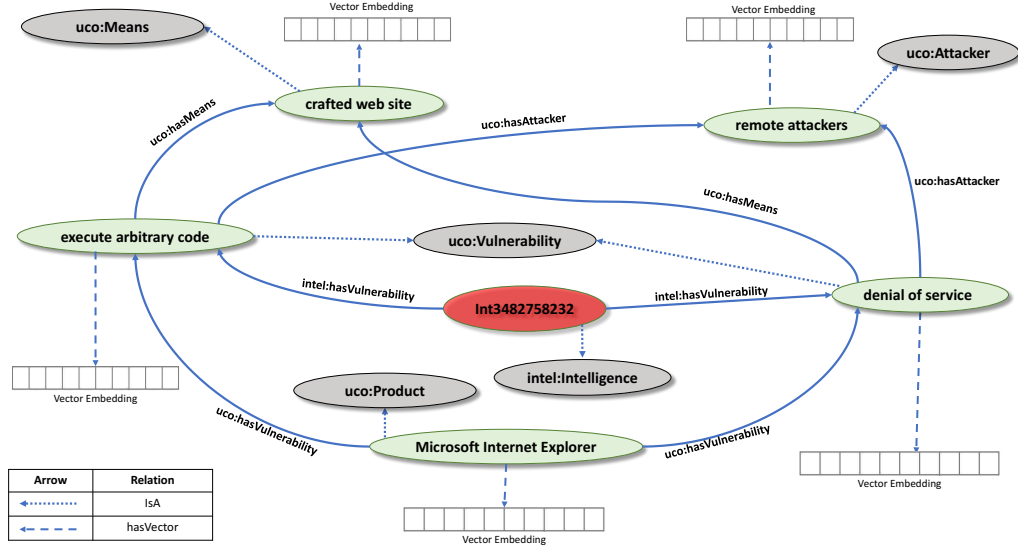 Vector Embedding
Vector Embedding
uco:Means
uco:Attacker
crafted web site
remote attackers
uco:hasMeans
uco:hasAttacker
uco:hasAttacker
uco:hasMeans
execute arbitrary code
uco:Vulnerability
intel:hasVulnerability
intel:hasVulnerability
denial of service
Int3482758232
intel:Intelligence
uco:Product
Vector Embedding
uco:hasVulnerability
Microsoft Internet Explorer
uco:hasVulnerability
Vector Embedding
Arrow Relation
IsA
hasVector
Vector Embedding